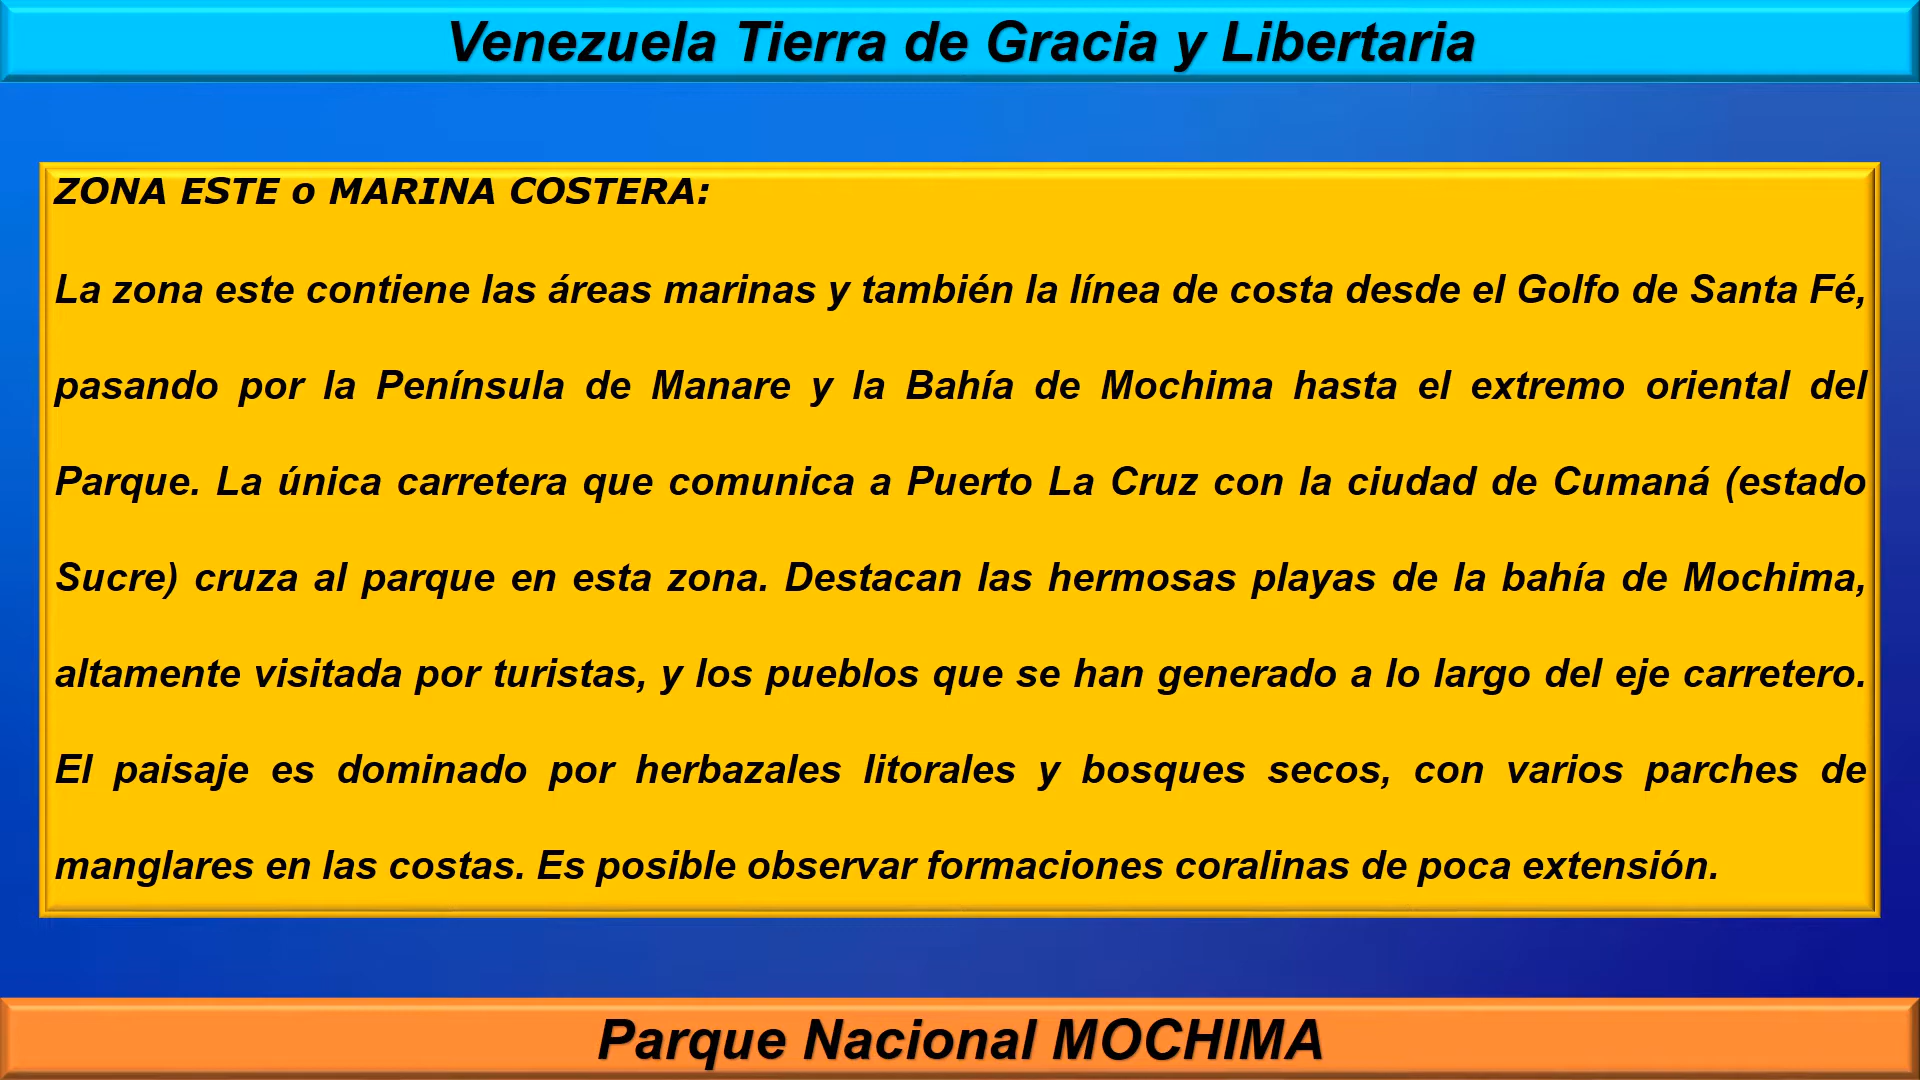 Venezuela Tierra de Gracia y Libertaria
ZONA ESTE o MARINA COSTERA:
La zona este contiene las áreas marinas y también la línea de costa desde el Golfo de Santa Fé,
pasando por la Península de Manare y la Bahía de Mochima hasta el extremo oriental del
Parque. La única carretera que comunica a Puerto La Cruz con la ciudad de Cumaná (estado
Sucre) cruza al parque en esta zona. Destacan las hermosas playas de la bahía de Mochima,
altamente visitada por turistas, y los pueblos que se han generado a lo largo del eje carretero.
El paisaje es dominado por herbazales litorales y bosques secos, con varios parches de
manglares en las costas. Es posible observar formaciones coralinas de poca extensión.
Parque Nacional MOCHIMA